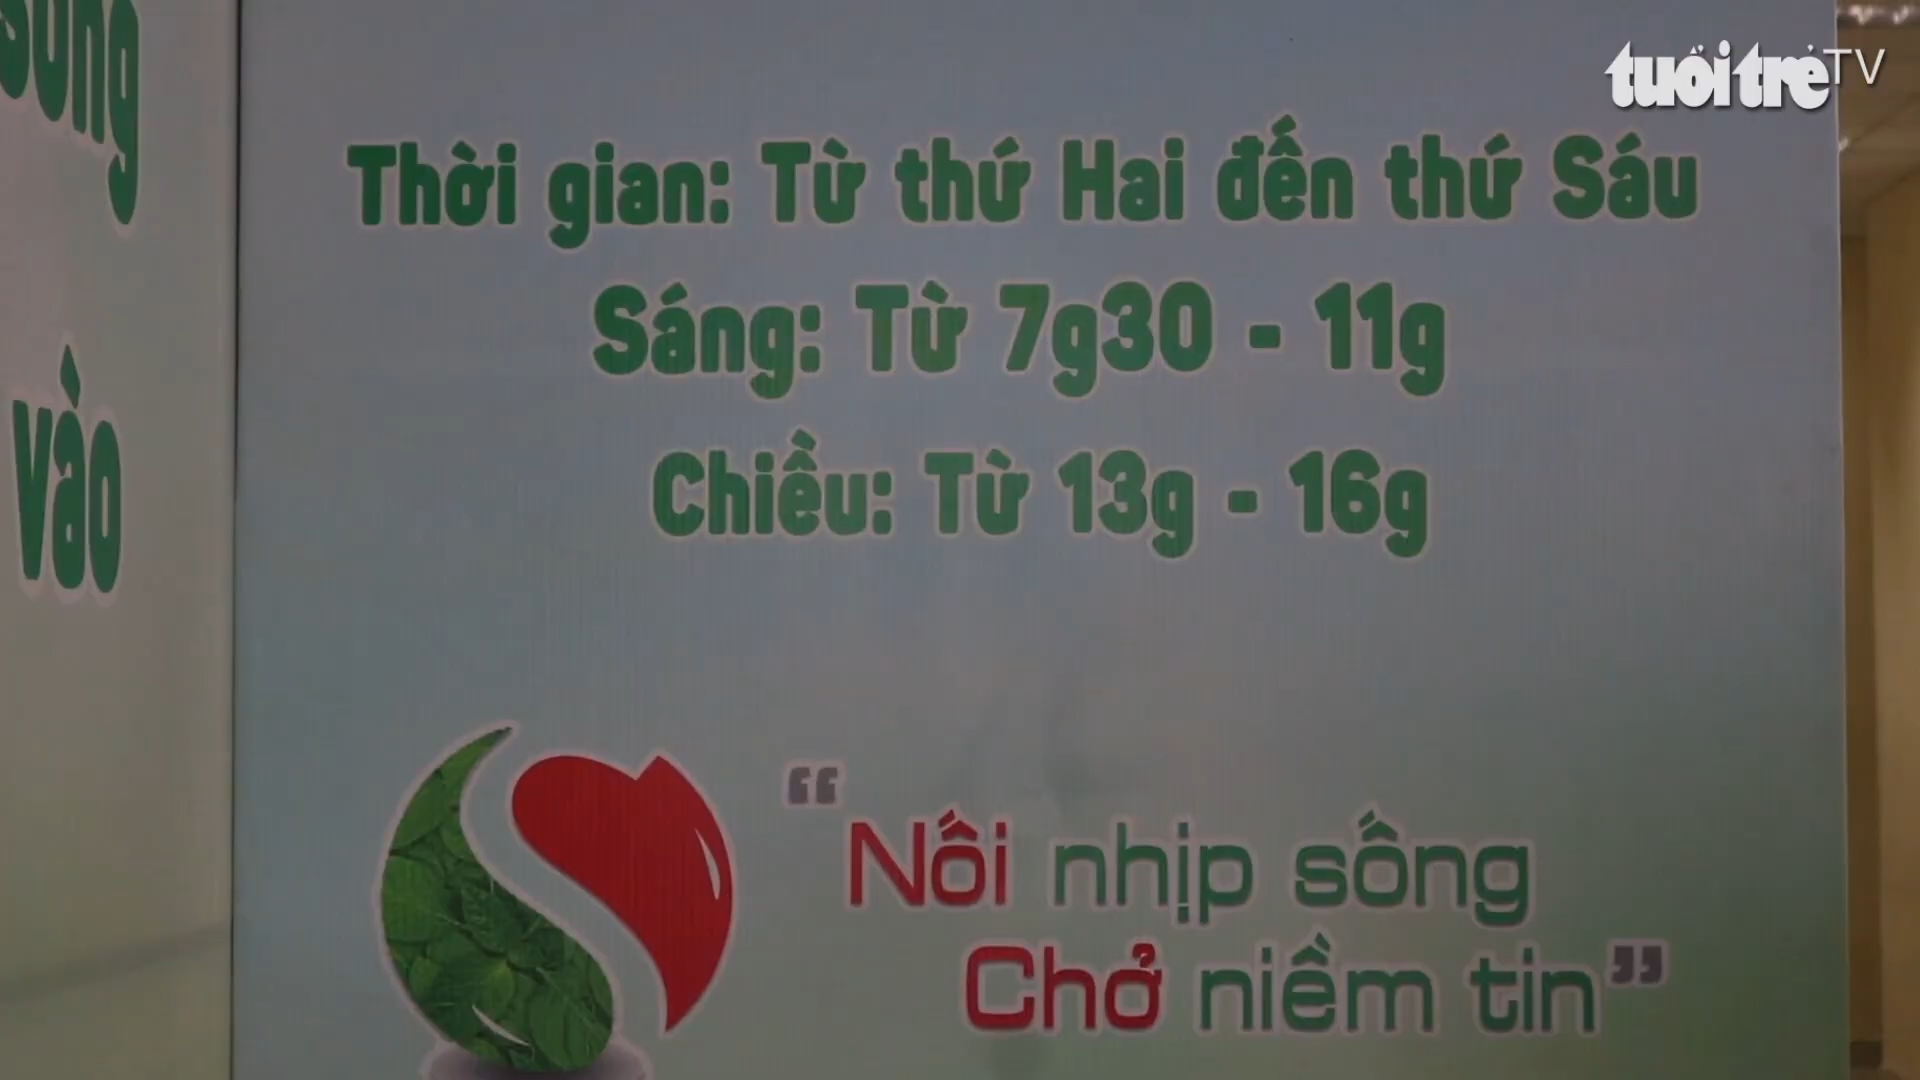 tuổi trẻ TV
sống
vào
Thời gian: Từ thứ Hai đến thứ Sáu
Sáng: Từ 7g30 - 11g
Chiều: Từ 13g - 16g
“Nối nhịp sống
Chở niềm tin”